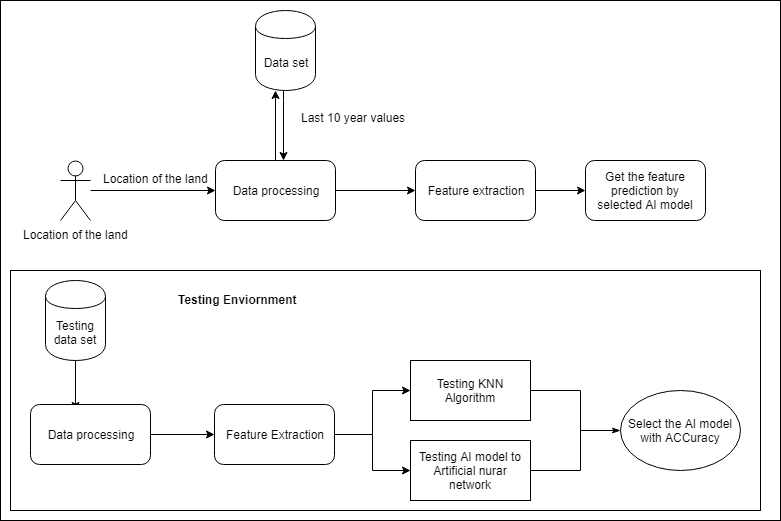 Data set
Last 10 year values
Location of the land
Location of the land
Data processing
Feature extraction
Get the feature
prediction by
selected AI model
Testing Enviornment
Testing
data set
Data processing
Feature Extraction
Testing KNN
Algorithm
Testing AI model to
Artificial nurar
network
Select the AI model
with ACCuracy